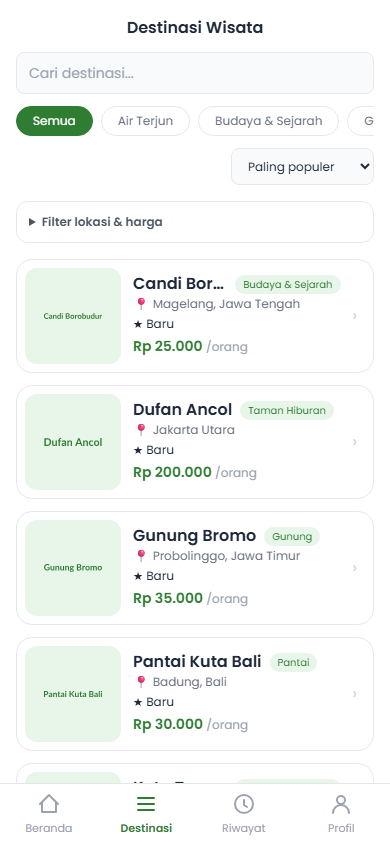 Destinasi Wisata
Cari destinasi...
Semua
Air Terjun
Budaya & Sejarah
G
Paling populer
Filter lokasi & harga
Candi Borobudur
Candi Bor...
Budaya & Sejarah
Magelang, Jawa Tengah
★ Baru
Rp 25.000 /orang
Dufan Ancol
Dufan Ancol
Taman Hiburan
Jakarta Utara
★ Baru
Rp 200.000 /orang
Gunung Bromo
Gunung Bromo
Gunung
Probolinggo, Jawa Timur
★ Baru
Rp 35.000 /orang
Pantai Kuta Bali
Pantai Kuta Bali
Pantai
Badung, Bali
★ Baru
Rp 30.000 /orang
Beranda
Destinasi
Riwayat
Profil